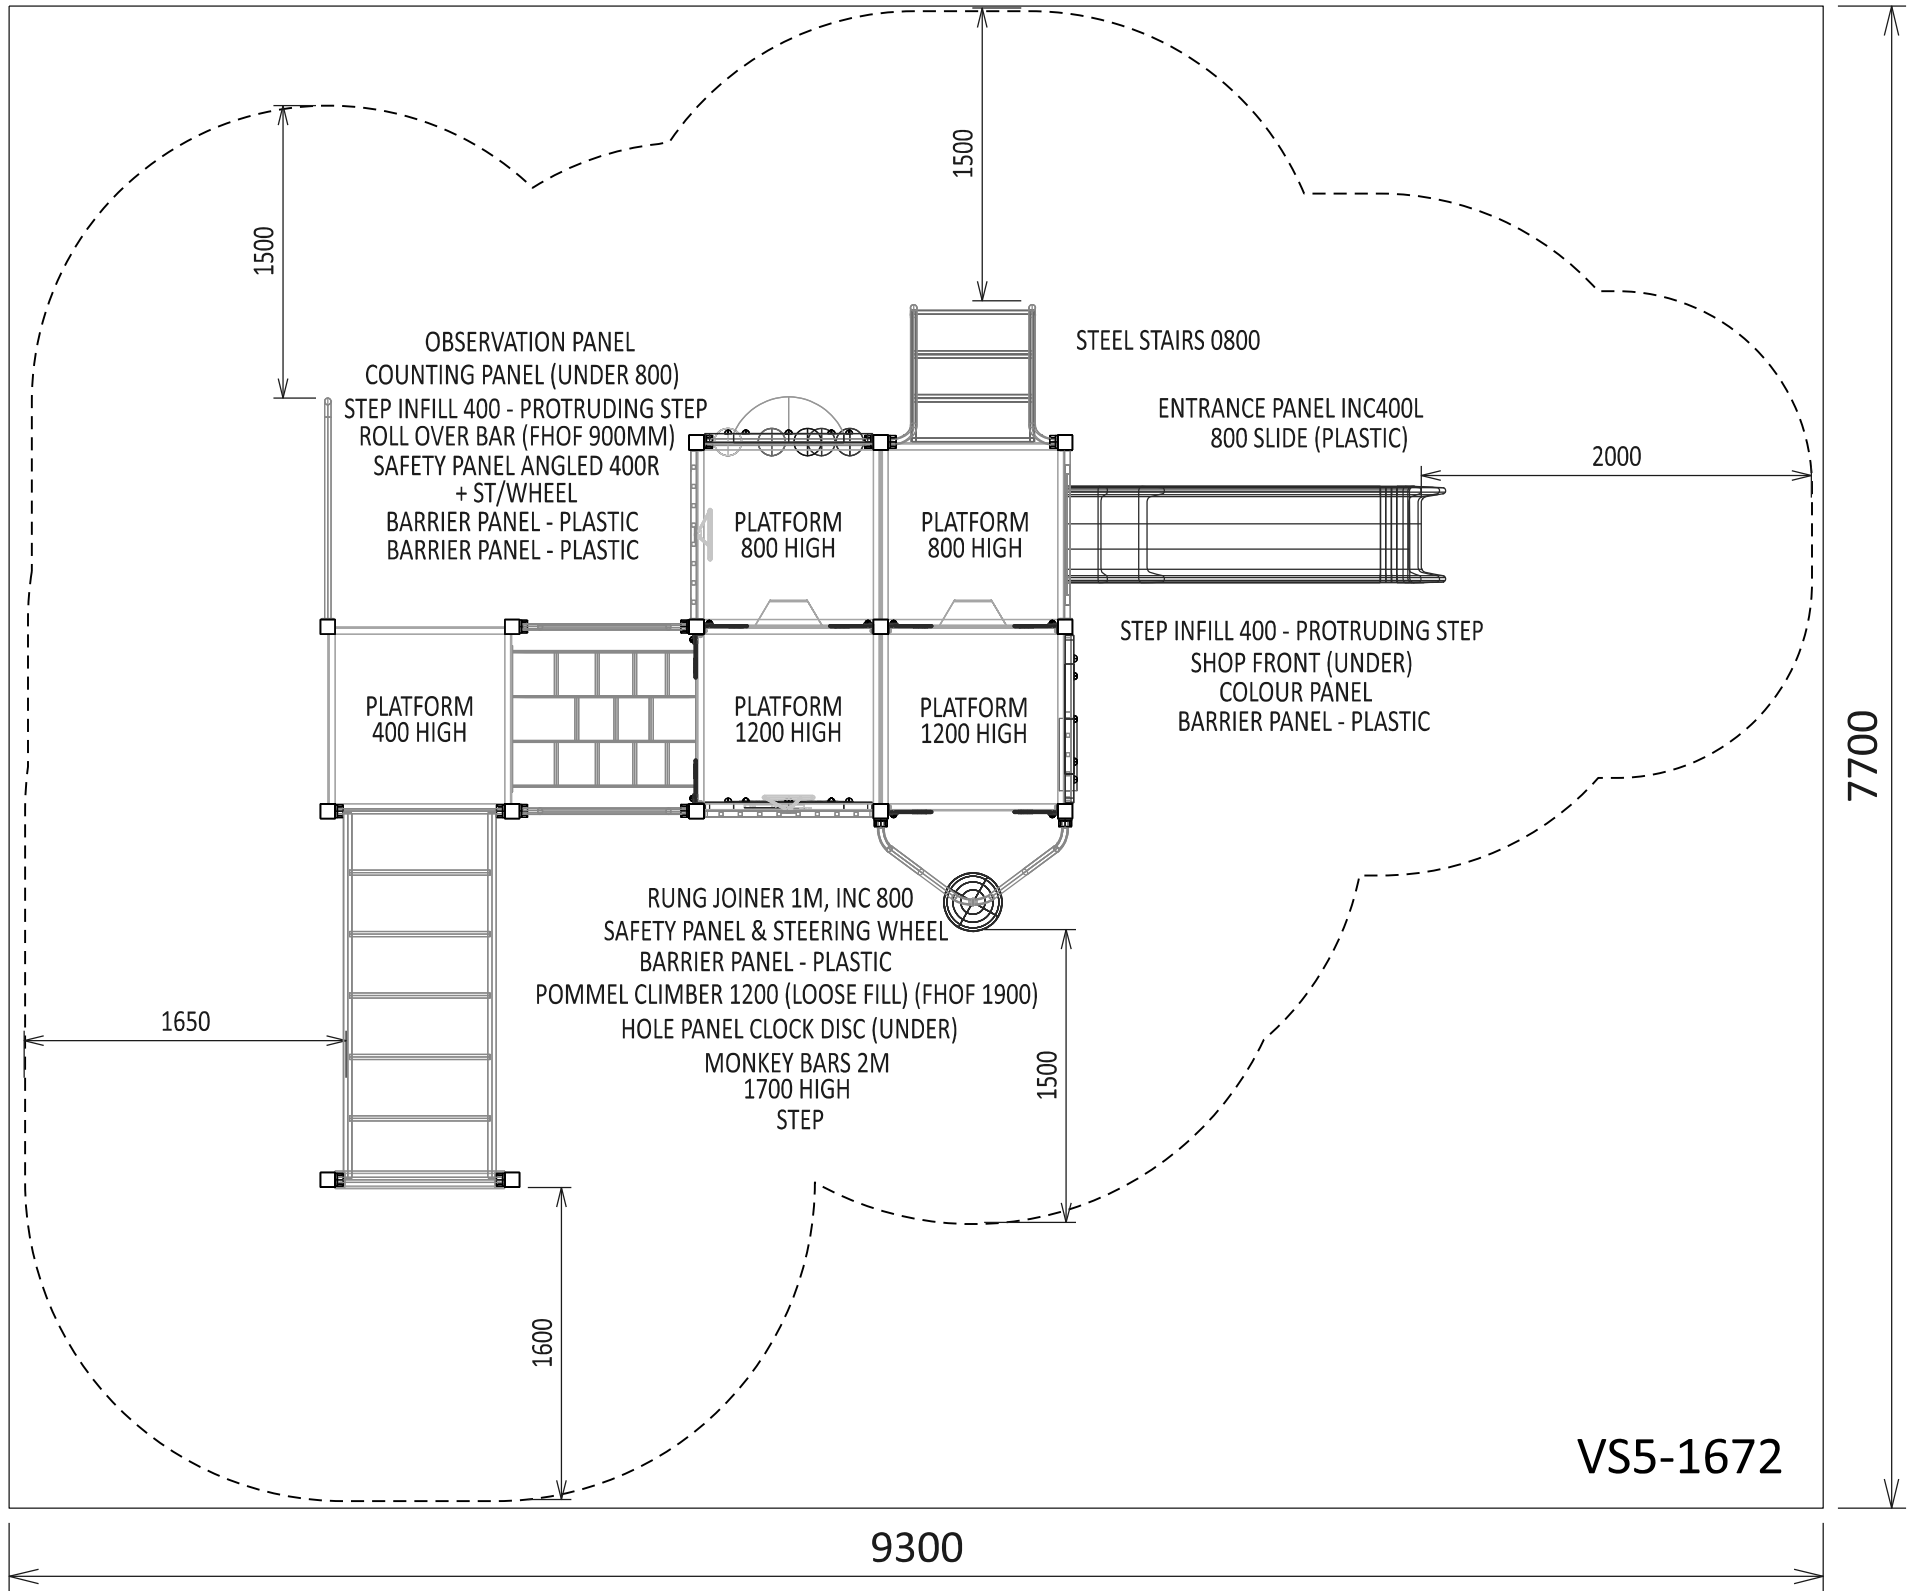 1500
1500
OBSERVATION PANEL
COUNTING PANEL (UNDER 800)
STEP INFILL 400 - PROTRUDING STEP
ROLL OVER BAR (FHOF 900MM)
SAFETY PANEL ANGLED 400R
+ ST/WHEEL
BARRIER PANEL - PLASTIC
BARRIER PANEL - PLASTIC
STEEL STAIRS 0800
ENTRANCE PANEL INC400L
800 SLIDE (PLASTIC)
2000
PLATFORM
800 HIGH
PLATFORM
800 HIGH
STEP INFILL 400 - PROTRUDING STEP
SHOP FRONT (UNDER)
COLOUR PANEL
BARRIER PANEL - PLASTIC
PLATFORM
400 HIGH
PLATFORM
1200 HIGH
PLATFORM
1200 HIGH
7700
RUNG JOINER 1M, INC 800
SAFETY PANEL & STEERING WHEEL
BARRIER PANEL - PLASTIC
POMMEL CLIMBER 1200 (LOOSE FILL) (FHOF 1900)
HOLE PANEL CLOCK DISC (UNDER)
MONKEY BARS 2M
1700 HIGH
STEP
1650
1500
1600
VS5-1672
9300